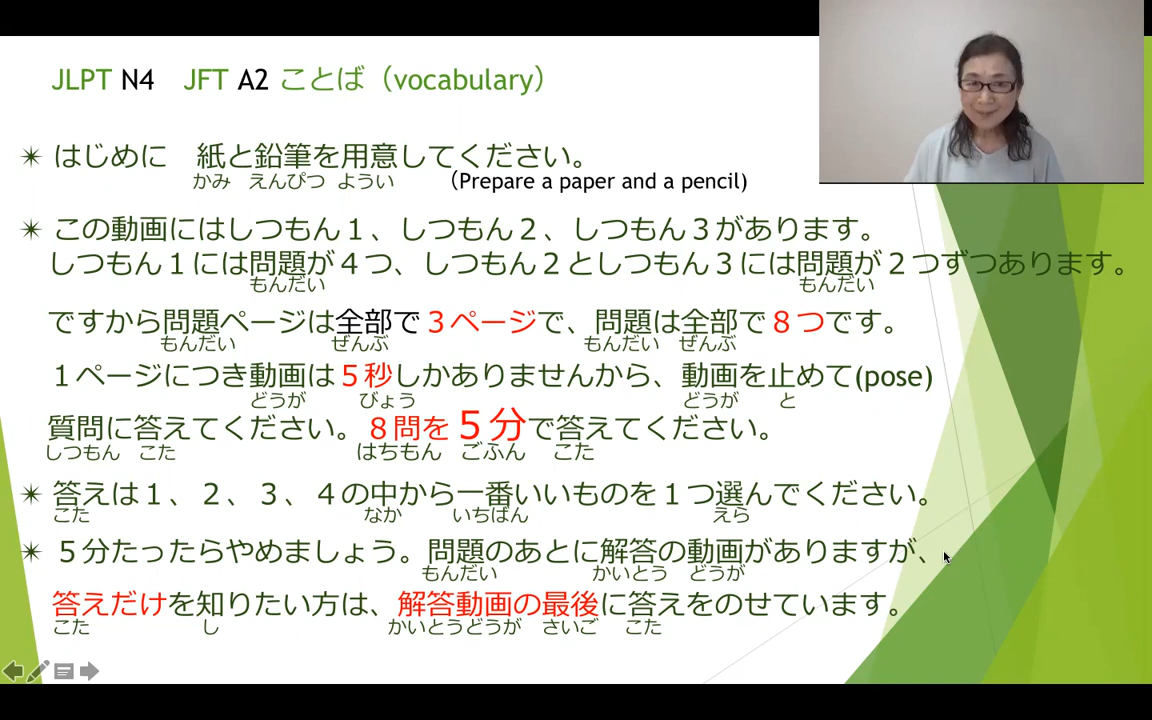 JLPT N4 JFT A2 ことば（vocabulary）
✴ はじめに 紙と鉛筆を用意してください。
かみ えんぴつ ようい （Prepare a paper and a pencil)
✴ この動画にはしつもん１、しつもん２、しつもん３があります。
しつもん１には問題が４つ、しつもん２としつもん３には問題が２つずつあります。
もんだい もんだい
ですから問題ページは全部で３ページで、問題は全部で８つです。
もんだい ぜんぶ もんだい ぜんぶ
１ページにつき動画は５秒しかありませんから、動画を止めて(pose)
どうが びょう どうが と
質問に答えてください。８問を５分で答えてください。
しつもん こた はちもん ごふん こた
✴ 答えは１、２、３、４の中から一番いいものを１つ選んでください。
こた なか いちばん えら
✴ ５分たったらやめましょう。問題のあとに解答の動画がありますが、
もんだい かいとう どうが
答えだけを知りたい方は、解答動画の最後に答えをのせています。
こた し かいとうどうが さいご こた